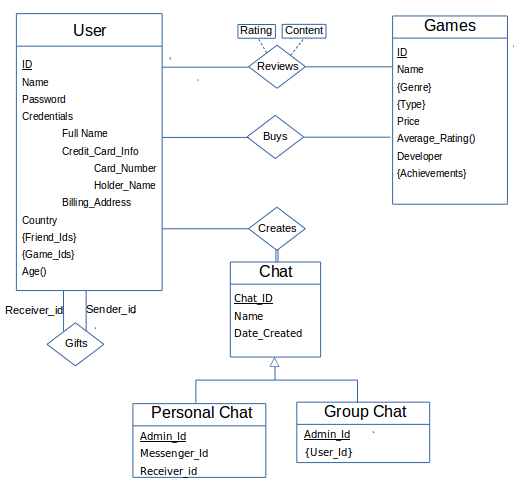 User
ID
Name
Password
Credentials
Full Name
Credit_Card_Info
Card_Number
Holder_Name
Billing_Address
Country
{Friend_Ids}
{Game_Ids}
Age()
Rating
Content
Reviews
Buys
Creates
Games
ID
Name
{Genre}
{Type}
Price
Average_Rating()
Developer
{Achievements}
Receiver_id
Sender_id
Gifts
Chat
Chat_ID
Name
Date_Created
Personal Chat
Admin_Id
Messenger_Id
Receiver_id
Group Chat
Admin_Id
{User_Id}